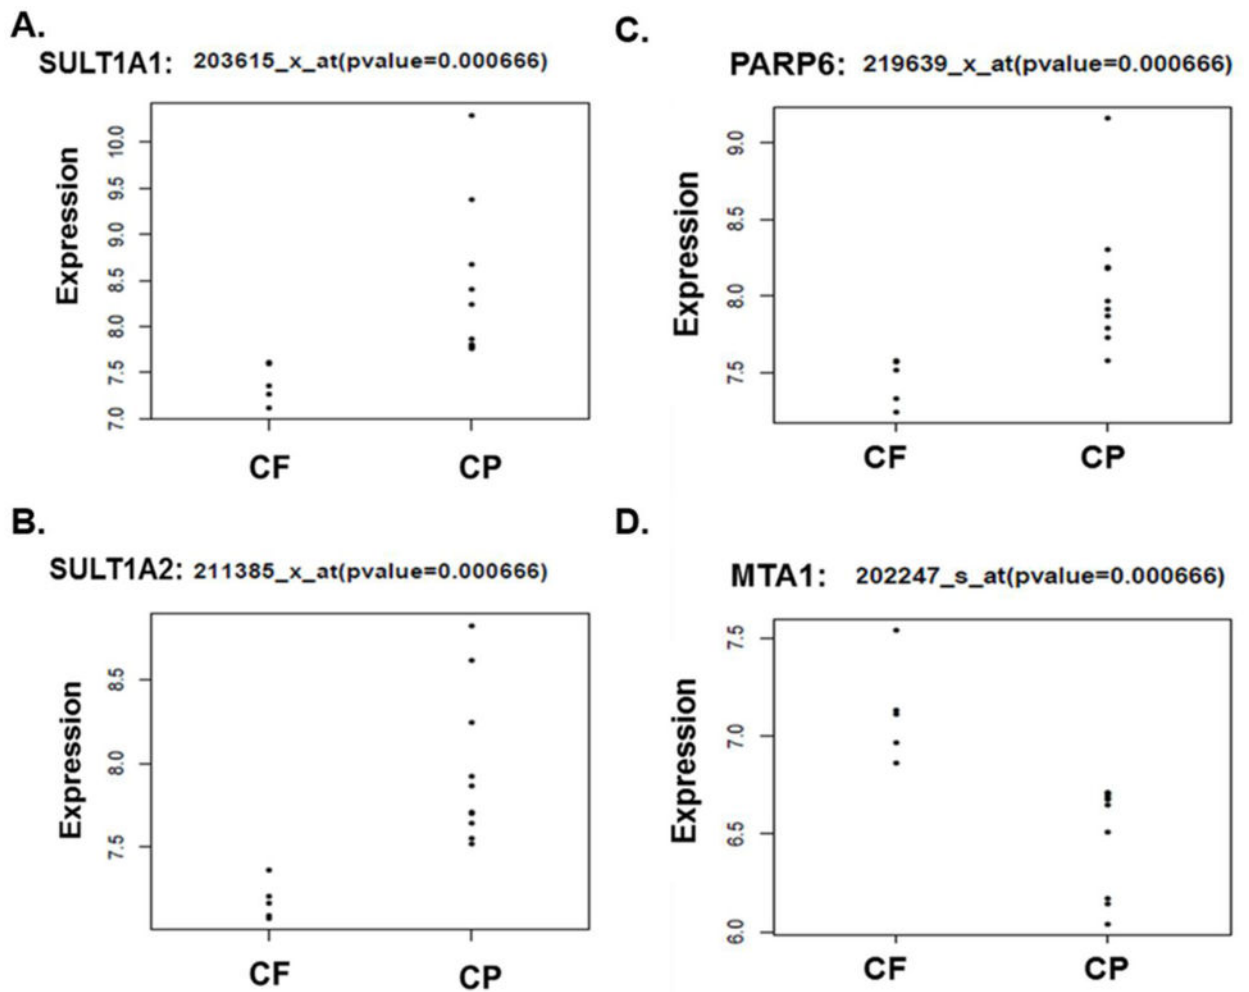 A.
SULT1A1: 203615_x_at(pvalue=0.000666)
Expression
10.0
9.5
9.0
8.5
8.0
7.5
7.0
CF CP
B.
SULT1A2: 211385_x_at(pvalue=0.000666)
Expression
8.5
8.0
7.5
CF CP
C.
PARP6: 219639_x_at(pvalue=0.000666)
Expression
9.0
8.5
8.0
7.5
CF CP
D.
MTA1: 202247_s_at(pvalue=0.000666)
Expression
7.5
7.0
6.5
6.0
CF CP